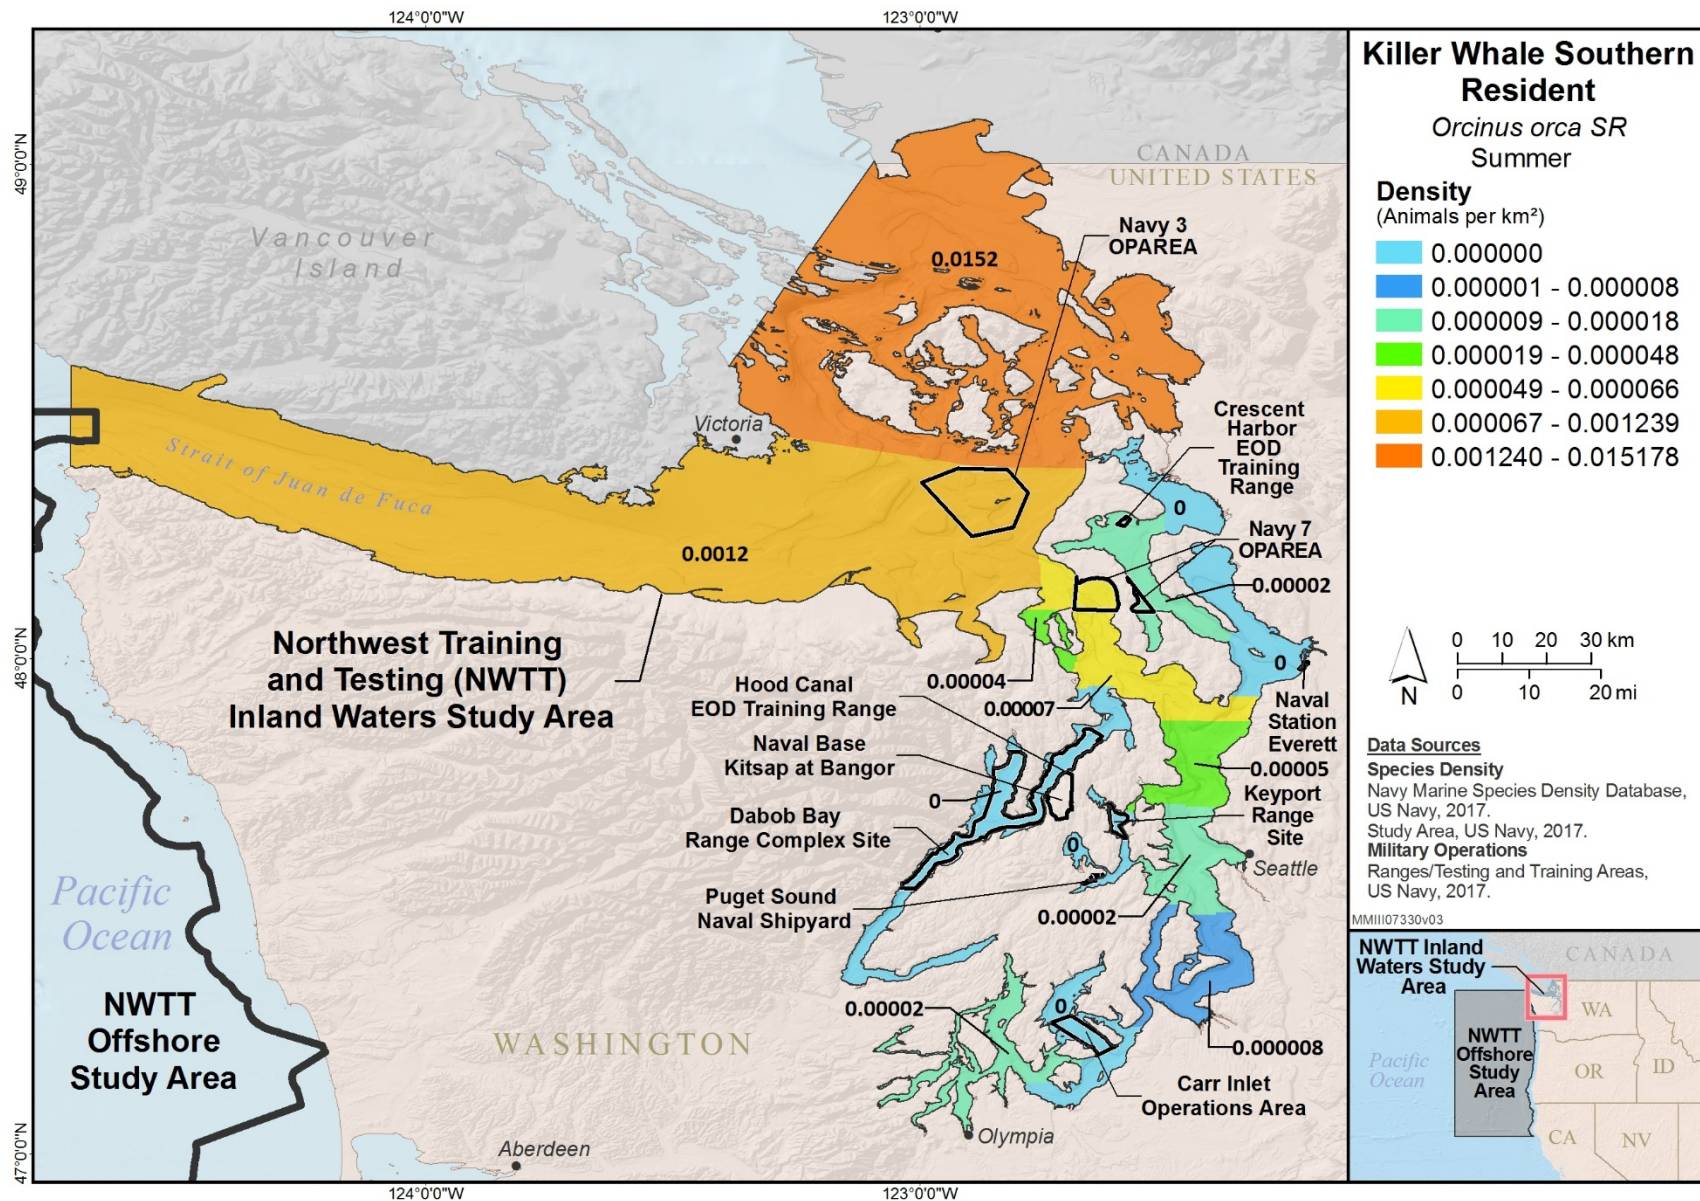 124°0'0"W
123°0'0"W
49°0'0"N
48°0'0"N
47°0'0"N
CANADA
UNITED STATES
Vancouver
Island
Navy 3
OPAREA
0.0152
Victoria
Strait of Juan de Fuca
Crescent
Harbor
EOD
Training
Range
0
Navy 7
OPAREA
0.0012
0.00002
Northwest Training
and Testing (NWTT)
Inland Waters Study Area
0
0.00004
0.00007
Naval
Station
Everett
Hood Canal
EOD Training Range
Naval Base
Kitsap at Bangor
0.00005
0
Keyport
Range
Site
Dabob Bay
Range Complex Site
0
Seattle
Puget Sound
Naval Shipyard
0.00002
Pacific
Ocean
NWTT
Offshore
Study Area
WASHINGTON
0.00002
0
0.000008
Carr Inlet
Operations Area
Olympia
Aberdeen
124°0'0"W
123°0'0"W
Killer Whale Southern
Resident
Orcinus orca SR
Summer
Density
(Animals per km²)
0.000000
0.000001 - 0.000008
0.000009 - 0.000018
0.000019 - 0.000048
0.000049 - 0.000066
0.000067 - 0.001239
0.001240 - 0.015178
N
0 10 20 30 km
0 10 20 mi
Data Sources
Species Density
Navy Marine Species Density Database,
US Navy, 2017.
Study Area, US Navy, 2017.
Military Operations
Ranges/Testing and Training Areas,
US Navy, 2017.
MMIII07330v03
NWTT Inland
Waters Study
Area
CANADA
WA
NWTT
Offshore
Study
Area
Pacific
Ocean
OR
ID
CA
NV